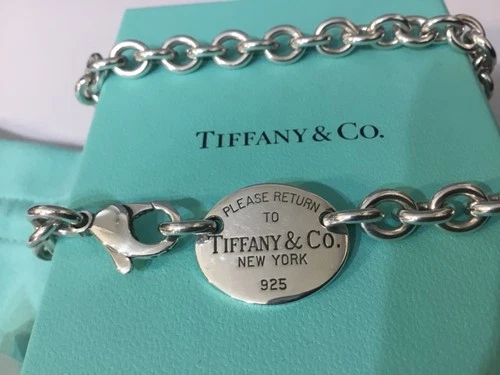 TIFFANY & CO.
PLEASE RETURN
TO
TIFFANY & CO.
NEW YORK
925